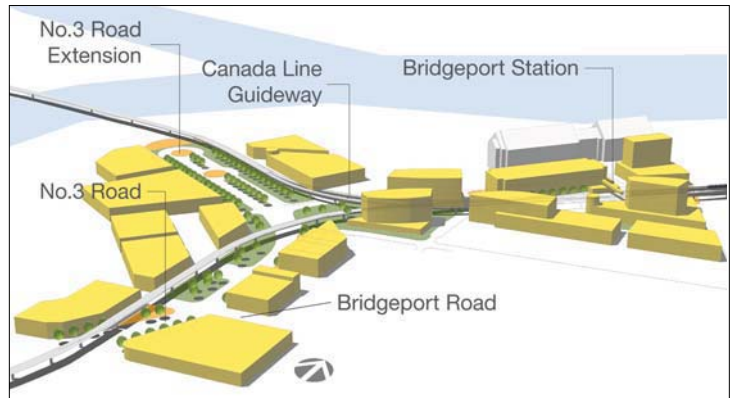 No.3 Road
Extension
Canada Line
Guideway
Bridgeport Station
No.3 Road
Bridgeport Road